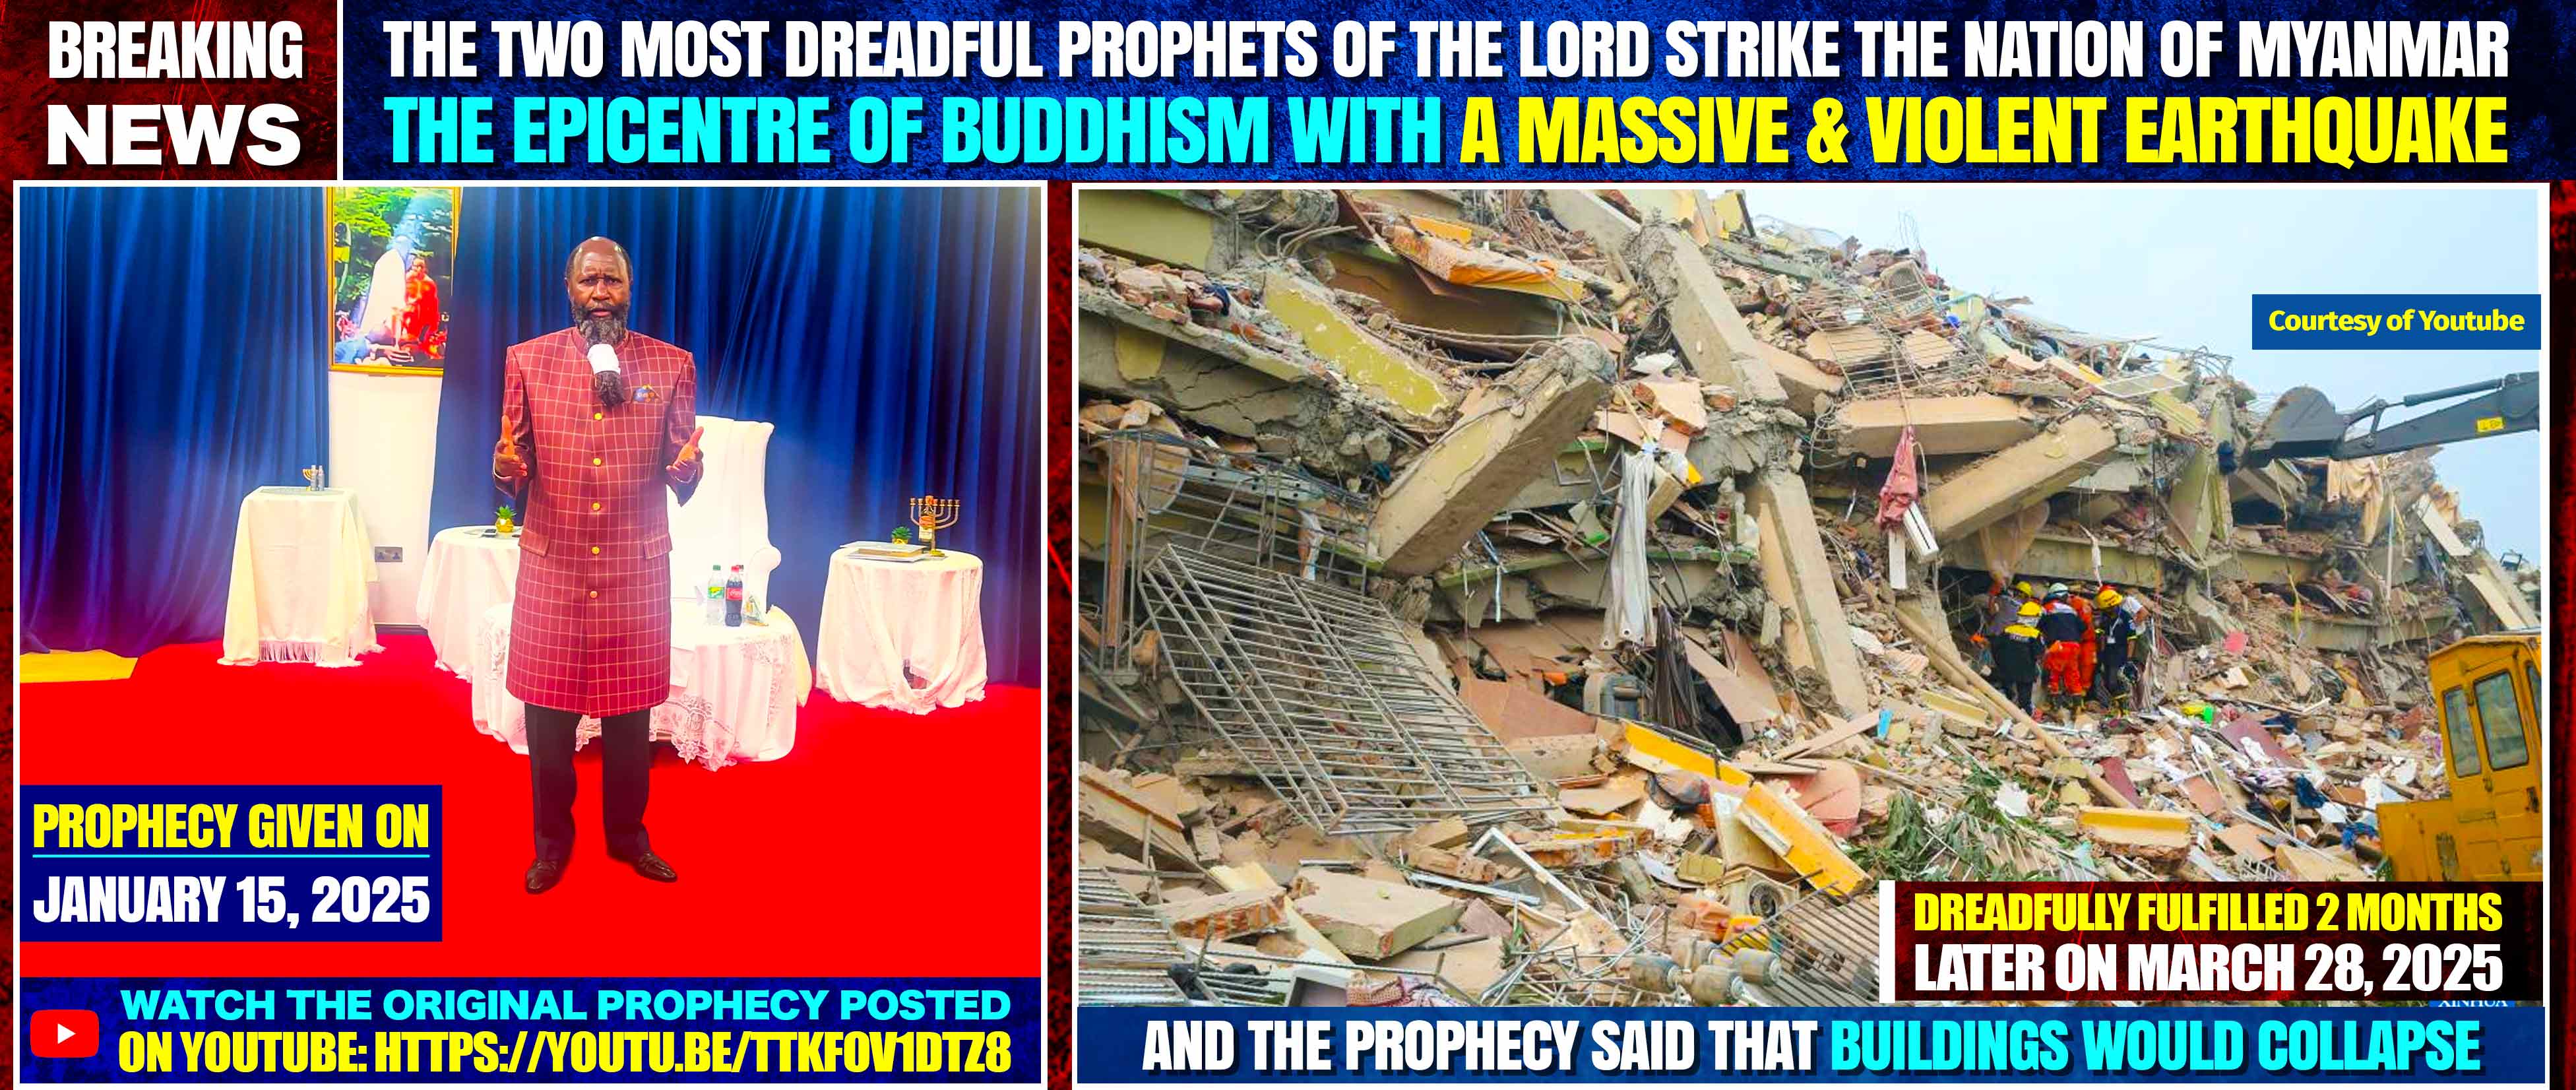 BREAKING
NEWS
THE TWO MOST DREADFUL PROPHETS OF THE LORD STRIKE THE NATION OF MYANMAR
THE EPICENTRE OF BUDDHISM WITH A MASSIVE & VIOLENT EARTHQUAKE
Courtesy of Youtube
PROPHECY GIVEN ON
JANUARY 15, 2025
WATCH THE ORIGINAL PROPHECY POSTED
ON YOUTUBE: HTTPS://YOUTU.BE/TTKFOV1DTZ8
DREADFULLY FULFILLED 2 MONTHS
LATER ON MARCH 28, 2025
XINHUA
AND THE PROPHECY SAID THAT BUILDINGS WOULD COLLAPSE